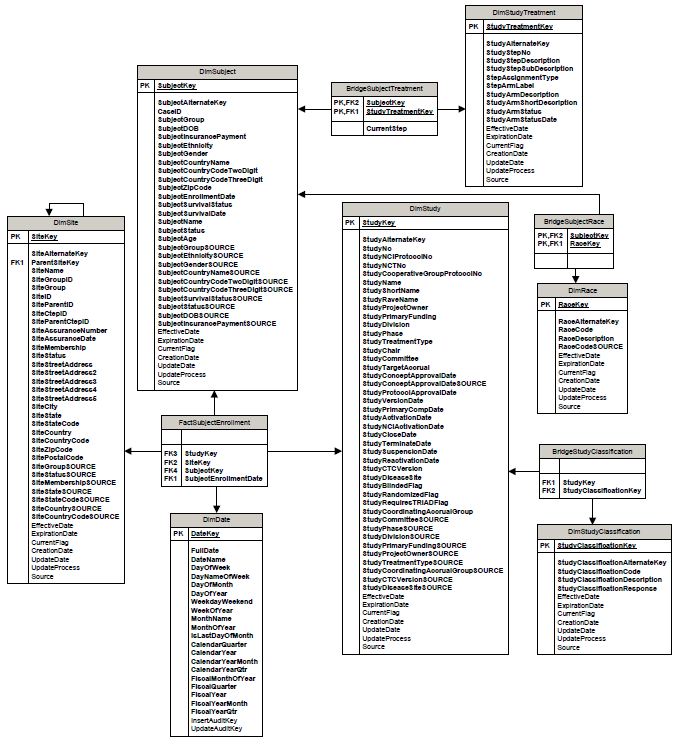 DimStudyTreatment
PK StudyTreatmentKey
StudyAlternateKey
StudyStepNo
StudyStepDescription
StudyStepSubDescription
StepAssignmentType
StepArmLabel
StudyArmDescription
StudyArmShortDescription
StudyArmStatus
StudyArmStatusDate
EffectiveDate
ExpirationDate
CurrentFlag
CreationDate
UpdateDate
UpdateProcess
Source
DimSubject
PK SubjectKey
SubjectAlternateKey
CaseID
SubjectGroup
SubjectDOB
SubjectInsurancePayment
SubjectEthnicity
SubjectGender
SubjectCountryName
SubjectCountryCodeTwoDigit
SubjectCountryCodeThreeDigit
SubjectZipCode
SubjectEnrollmentDate
SubjectSurvivalStatus
SubjectSurvivalDate
SubjectName
SubjectStatus
SubjectAge
SubjectGroupSOURCE
SubjectEthnicitySOURCE
SubjectGenderSOURCE
SubjectCountryNameSOURCE
SubjectCountryCodeTwoDigitSOURCE
SubjectCountryCodeThreeDigitSOURCE
SubjectSurvivalStatusSOURCE
SubjectStatusSOURCE
SubjectDOBSOURCE
SubjectInsurancePaymentSOURCE
EffectiveDate
ExpirationDate
CurrentFlag
CreationDate
UpdateDate
UpdateProcess
Source
BridgeSubjectTreatment
PK,FK2 SubjectKey
PK,FK1 StudyTreatmentKey
CurrentStep
DimSite
PK SiteKey
SiteAlternateKey
FK1 ParentSiteKey
SiteName
SiteGroupID
SiteGroup
SiteID
SiteParentID
SiteCtepID
SiteParentCtepID
SiteAssuranceNumber
SiteAssuranceDate
SiteMembership
SiteStatus
SiteStreetAddress
SiteStreetAddress2
SiteStreetAddress3
SiteStreetAddress4
SiteStreetAddress5
SiteCity
SiteState
SiteStateCode
SiteCountry
SiteCountryCode
SiteZipCode
SitePostalCode
SiteGroupSOURCE
SiteStatusSOURCE
SiteMembershipSOURCE
SiteStateSOURCE
SiteStateCodeSOURCE
SiteCountrySOURCE
SiteCountryCodeSOURCE
EffectiveDate
ExpirationDate
CurrentFlag
CreationDate
UpdateDate
UpdateProcess
Source
DimStudy
PK StudyKey
StudyAlternateKey
StudyNo
StudyNCIProtocolNo
StudyNCTNo
StudyCooperativeGroupProtocolNo
StudyName
StudyShortName
StudyRaveName
StudyProjectOwner
StudyPrimaryFunding
StudyDivision
StudyPhase
StudyTreatmentType
StudyChair
StudyCommittee
StudyTargetAccrual
StudyConceptApprovalDate
StudyConceptApprovalDateSOURCE
StudyProtocolApprovalDate
StudyVersionDate
StudyPrimaryCompDate
StudyActivationDate
StudyNCIActivationDate
StudyCloseDate
StudyTerminateDate
StudySuspensionDate
StudyReactivationDate
StudyCTCVersion
StudyDiseaseSite
StudyBlindedFlag
StudyRandomizedFlag
StudyRequiresTRIADFlag
StudyCoordinatingAccrualGroup
StudyCommitteeSOURCE
StudyPhaseSOURCE
StudyDivisionSOURCE
StudyPrimaryFundingSOURCE
StudyProjectOwnerSOURCE
StudyTreatmentTypeSOURCE
StudyCoordinatingAccrualGroupSOURCE
StudyCTCVersionSOURCE
StudyDiseaseSiteSOURCE
EffectiveDate
ExpirationDate
CurrentFlag
CreationDate
UpdateDate
UpdateProcess
Source
BridgeSubjectRace
PK,FK2 SubjectKey
PK,FK1 RaceKey
DimRace
PK RaceKey
RaceAlternateKey
RaceCode
RaceDescription
RaceCodeSOURCE
EffectiveDate
ExpirationDate
CurrentFlag
CreationDate
UpdateDate
UpdateProcess
Source
FactSubjectEnrollment
FK3 StudyKey
FK2 SiteKey
FK4 SubjectKey
FK1 SubjectEnrollmentDate
BridgeStudyClassification
FK1 StudyKey
FK2 StudyClassificationKey
DimDate
PK DateKey
FullDate
DateName
DayOfWeek
DayNameOfWeek
DayOfMonth
DayOfYear
WeekdayWeekend
WeekOfYear
MonthName
MonthOfYear
IsLastDayOfMonth
CalendarQuarter
CalendarYear
CalendarYearMonth
CalendarYearQtr
FiscalMonthOfYear
FiscalQuarter
FiscalYear
FiscalYearMonth
FiscalYearQtr
InsertAuditKey
UpdateAuditKey
DimStudyClassification
PK StudyClassificationKey
StudyClassificationAlternateKey
StudyClassificationCode
StudyClassificationDescription
StudyClassificationResponse
EffectiveDate
ExpirationDate
CurrentFlag
CreationDate
UpdateDate
UpdateProcess
Source